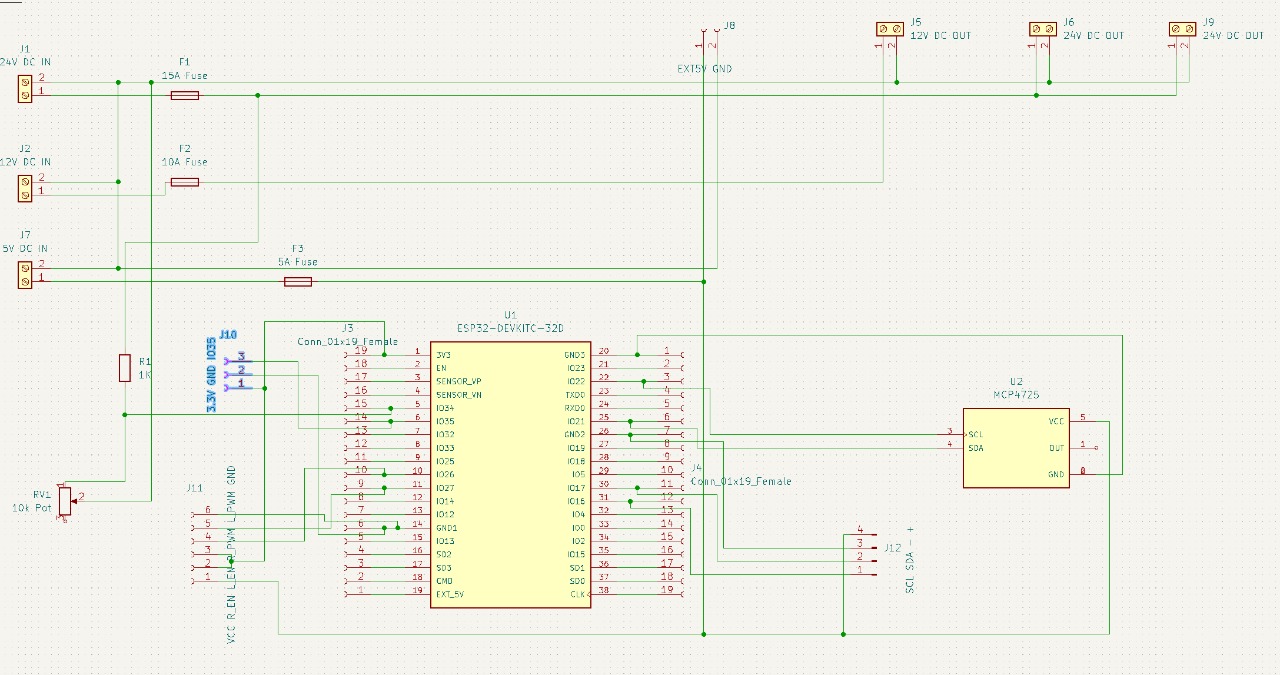 J1
24V DC IN
2
1
F1
15A Fuse
J8
1
2
EXT5V GND
J5
12V DC OUT
1
2
J6
24V DC OUT
1
2
J9
24V DC OUT
1
2
J2
12V DC IN
2
1
F2
10A Fuse
J7
5V DC IN
2
1
F3
5A Fuse
R1
1K
RV1
10k Pot
1
2
3
J10
3
2
1
3.3V GND IO35
J3
Conn_01x19_Female
19
18
17
16
15
14
13
12
11
10
9
8
7
6
5
4
3
2
1
U1
ESP32-DEVKITC-32D
1 3V3
2 EN
3 SENSOR_VP
4 SENSOR_VN
5 IO34
6 IO35
7 IO32
8 IO33
9 IO25
10 IO26
11 IO27
12 IO14
13 IO12
14 GND1
15 IO13
16 SD2
17 SD3
18 CMD
19 EXT_5V
GND3 20
IO23 21
IO22 22
TXD0 23
RXD0 24
IO21 25
GND2 26
IO19 27
IO18 28
IO5 29
IO17 30
IO16 31
IO4 32
IO0 33
IO2 34
IO15 35
SD1 36
SD0 37
CLK 38
1
2
3
4
5
6
7
8
9
10
11
12
13
14
15
16
17
18
19
J4
Conn_01x19_Female
U2
MCP4725
3 SCL
4 SDA
VCC 5
OUT 1
GND
J11
6
5
4
3
2
1
VCC R_EN L_EN R_PWM L_PWM GND
J12
4
3
2
1
SCL SDA - +